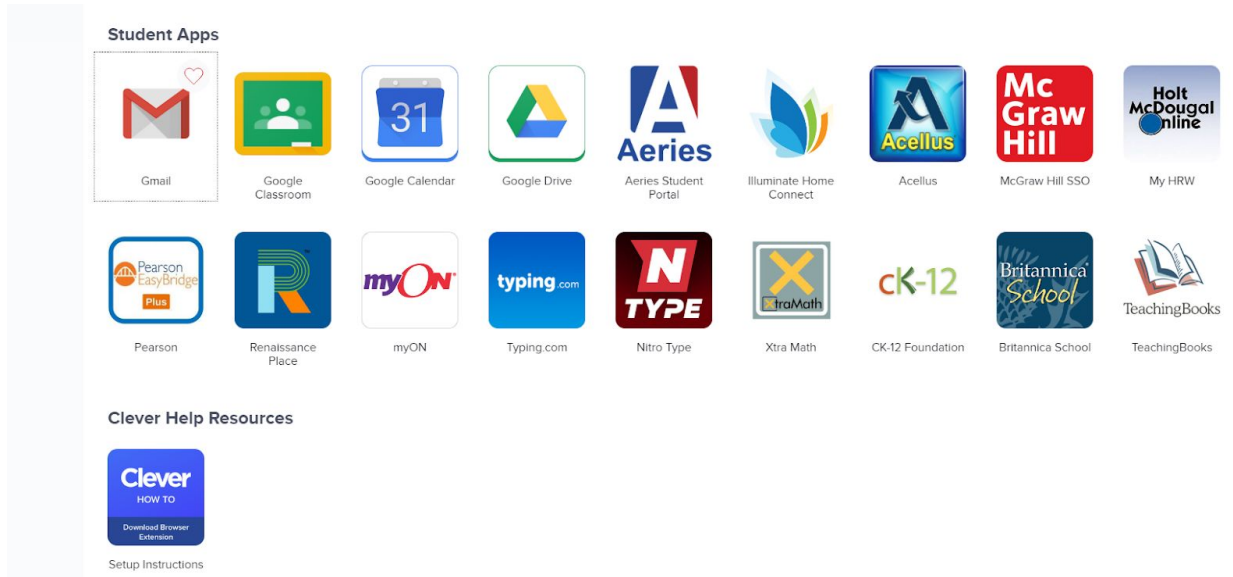 Student Apps
31
Aeries
Acellus
Mc
Graw
Hill
Holt
McDougal
Online
Gmail
Google
Classroom
Google Calendar
Google Drive
Aeries Student
Portal
Illuminate Home
Connect
Acellus
McGraw Hill SSO
My HRW
Pearson
EasyBridge
Plus
myON
typing.com
N
TYPE
XtraMath
cK-12
Britannica
School
TeachingBooks
Pearson
Renaissance
Place
myON
Typing.com
Nitro Type
Xtra Math
CK-12 Foundation
Britannica School
TeachingBooks
Clever Help Resources
Clever
HOW TO
Download Browser
Extension
Setup Instructions